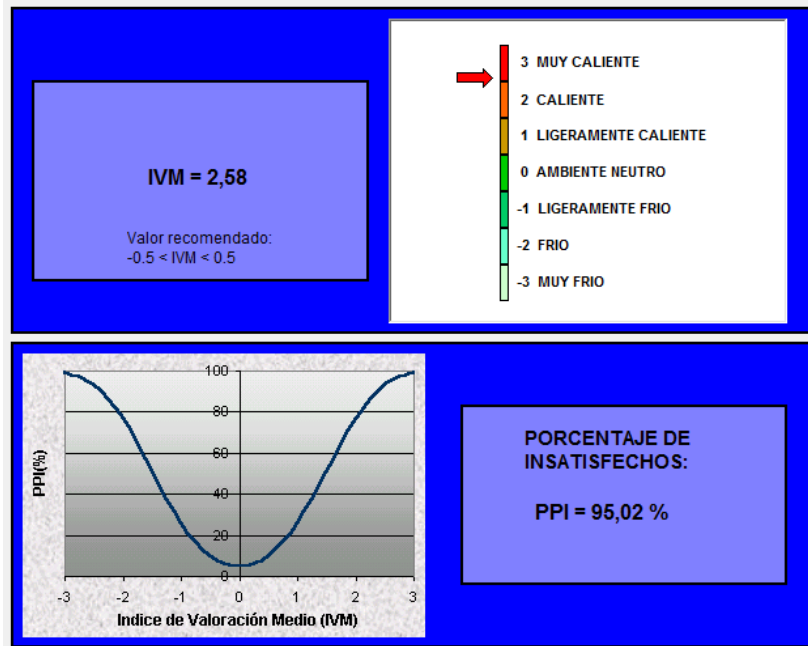 IVM = 2,58
Valor recomendado:
-0.5 < IVM < 0.5
3 MUY CALIENTE
2 CALIENTE
1 LIGERAMENTE CALIENTE
0 AMBIENTE NEUTRO
-1 LIGERAMENTE FRIO
-2 FRIO
-3 MUY FRIO
PPI(%)
100
80
60
40
20
0
-3 -2 -1 0 1 2 3
Indice de Valoración Medio (IVM)
PORCENTAJE DE
INSATISFECHOS:
PPI = 95,02 %